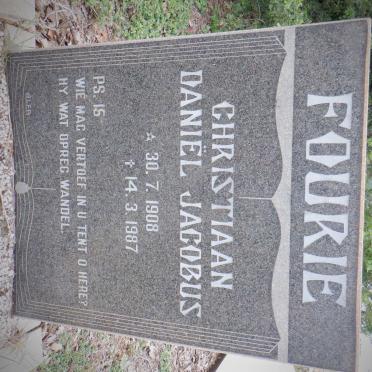 FOURIE
CHRISTIAAN
DANÏEL JACOBUS
☆ 30. 7. 1908
✝ 14. 3. 1987
PS. 15
WIE MAG VERTOEF IN U TENT O HERE?
HY WAT OPREG WANDEL.